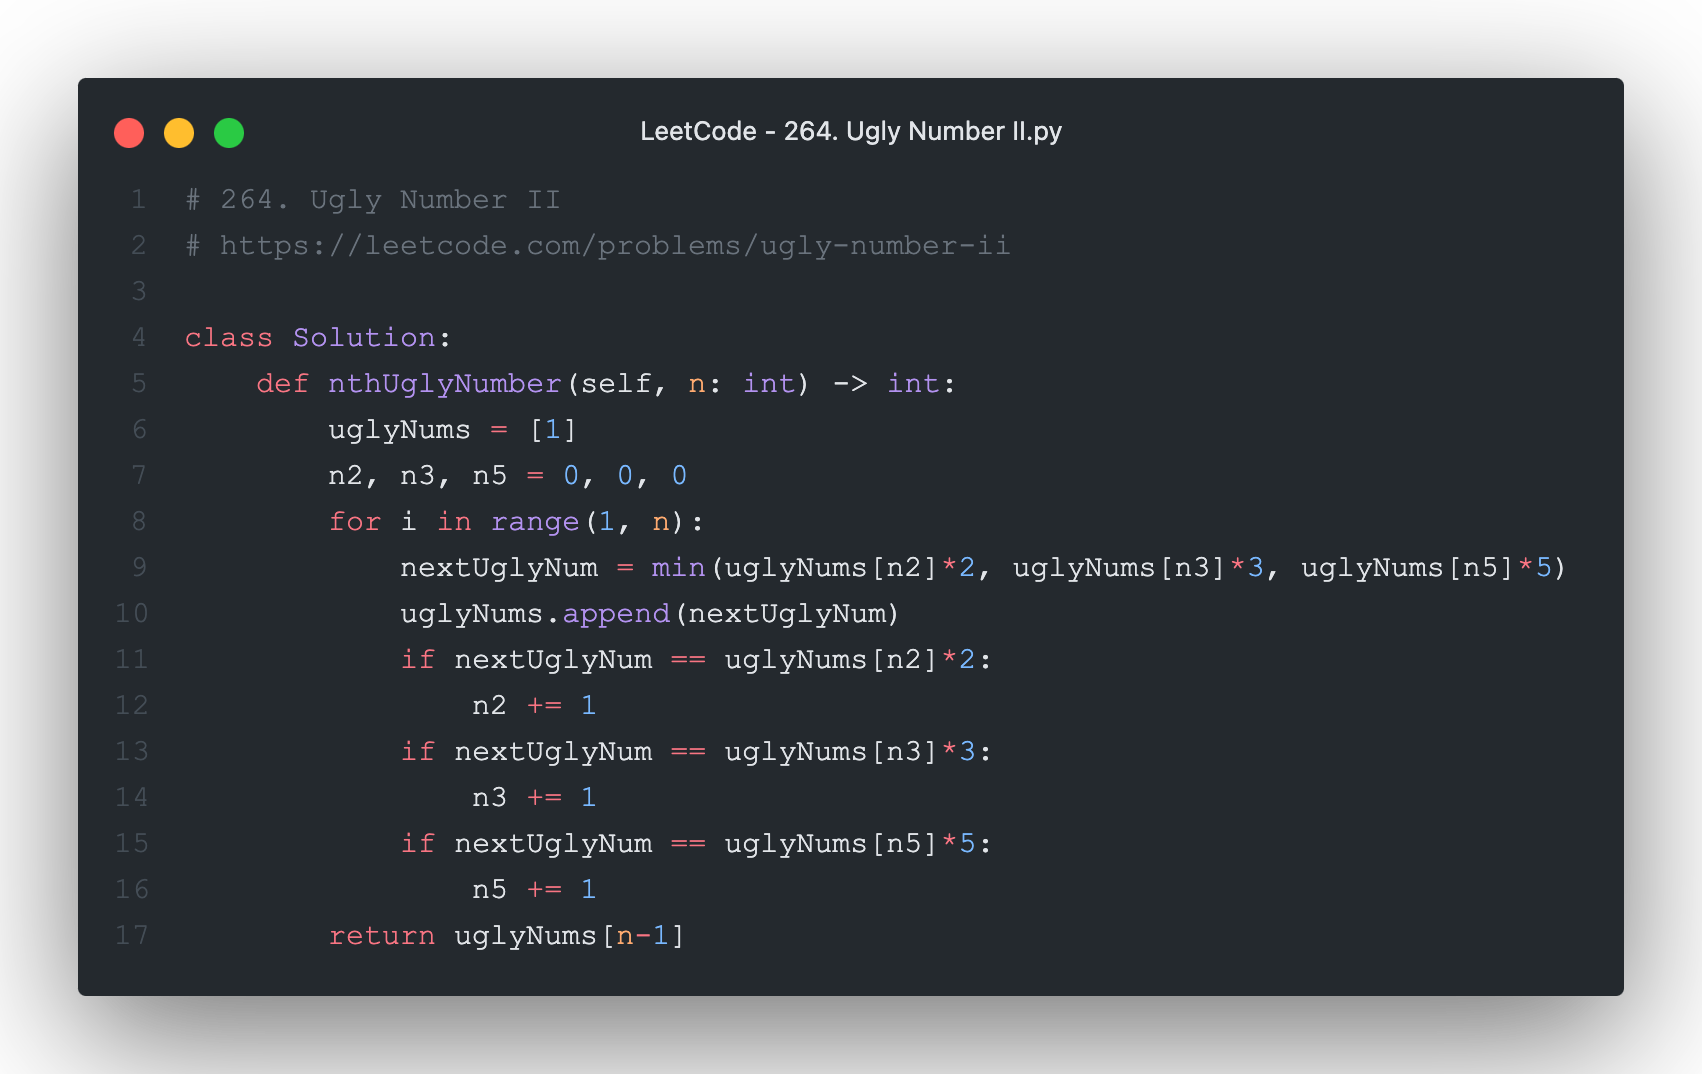 LeetCode - 264. Ugly Number II.py
1 # 264. Ugly Number II
2 # https://leetcode.com/problems/ugly-number-ii
3
4 class Solution:
5     def nthUglyNumber(self, n: int) -> int:
6         uglyNums = [1]
7         n2, n3, n5 = 0, 0, 0
8         for i in range(1, n):
9             nextUglyNum = min(uglyNums[n2]*2, uglyNums[n3]*3, uglyNums[n5]*5)
10             uglyNums.append(nextUglyNum)
11             if nextUglyNum == uglyNums[n2]*2:
12                 n2 += 1
13             if nextUglyNum == uglyNums[n3]*3:
14                 n3 += 1
15             if nextUglyNum == uglyNums[n5]*5:
16                 n5 += 1
17         return uglyNums[n-1]